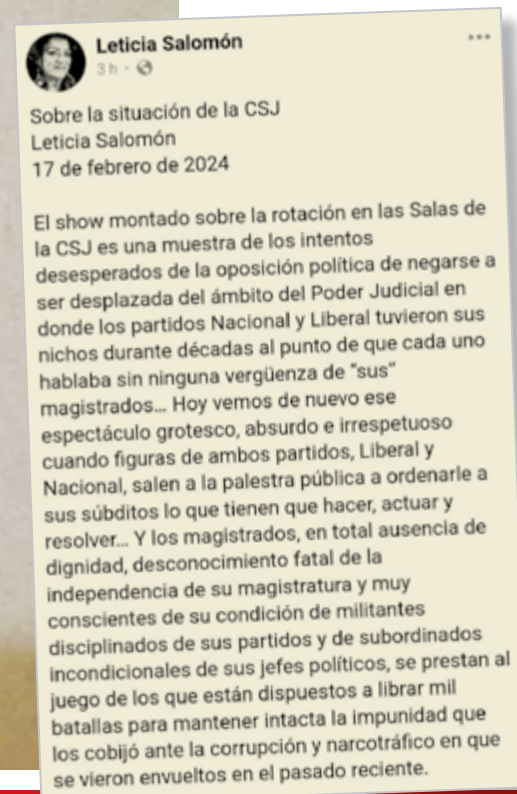 Leticia Salomón
3 h ·
Sobre la situación de la CSJ
Leticia Salomón
17 de febrero de 2024
El show montado sobre la rotación en las Salas de
la CSJ es una muestra de los intentos
desesperados de la oposición política de negarse a
ser desplazada del ámbito del Poder Judicial en
donde los partidos Nacional y Liberal tuvieron sus
nichos durante décadas al punto de que cada uno
hablaba sin ninguna vergüenza de "sus"
magistrados... Hoy vemos de nuevo ese
espectáculo grotesco, absurdo e irrespetuoso
cuando figuras de ambos partidos, Liberal y
Nacional, salen a la palestra pública a ordenarle a
sus súbditos lo que tienen que hacer, actuar y
resolver... Y los magistrados, en total ausencia de
dignidad, desconocimiento fatal de la
independencia de su magistratura y muy
conscientes de su condición de militantes
disciplinados de sus partidos y de subordinados
incondicionales de sus jefes políticos, se prestan al
juego de los que están dispuestos a librar mil
batallas para mantener intacta la impunidad que
los cobijó ante la corrupción y narcotráfico en que
se vieron envueltos en el pasado reciente.